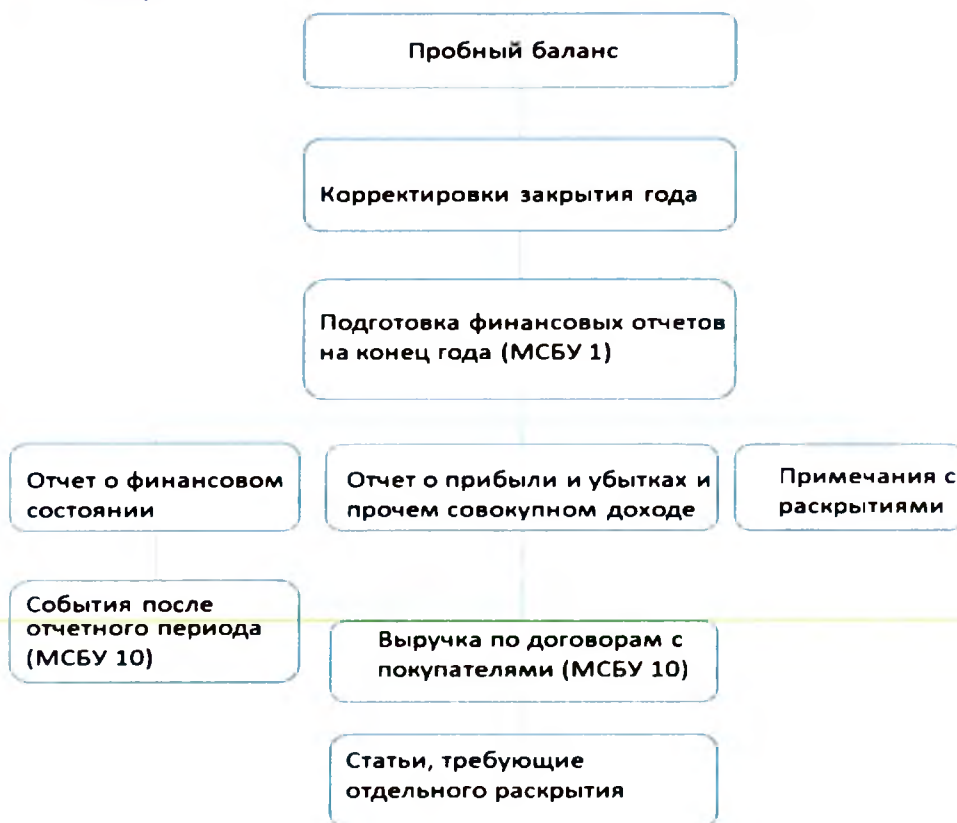 Пробный баланс
Корректировки закрытия года
Подготовка финансовых отчетов
на конец года (МСБУ 1)
Отчет о финансовом
состоянии
Отчет о прибыли и убытках и
прочем совокупном доходе
Примечания с
раскрытиями
События после
отчетного периода
(МСБУ 10)
Выручка по договорам с
покупателями (МСБУ 10)
Статьи, требующие
отдельного раскрытия